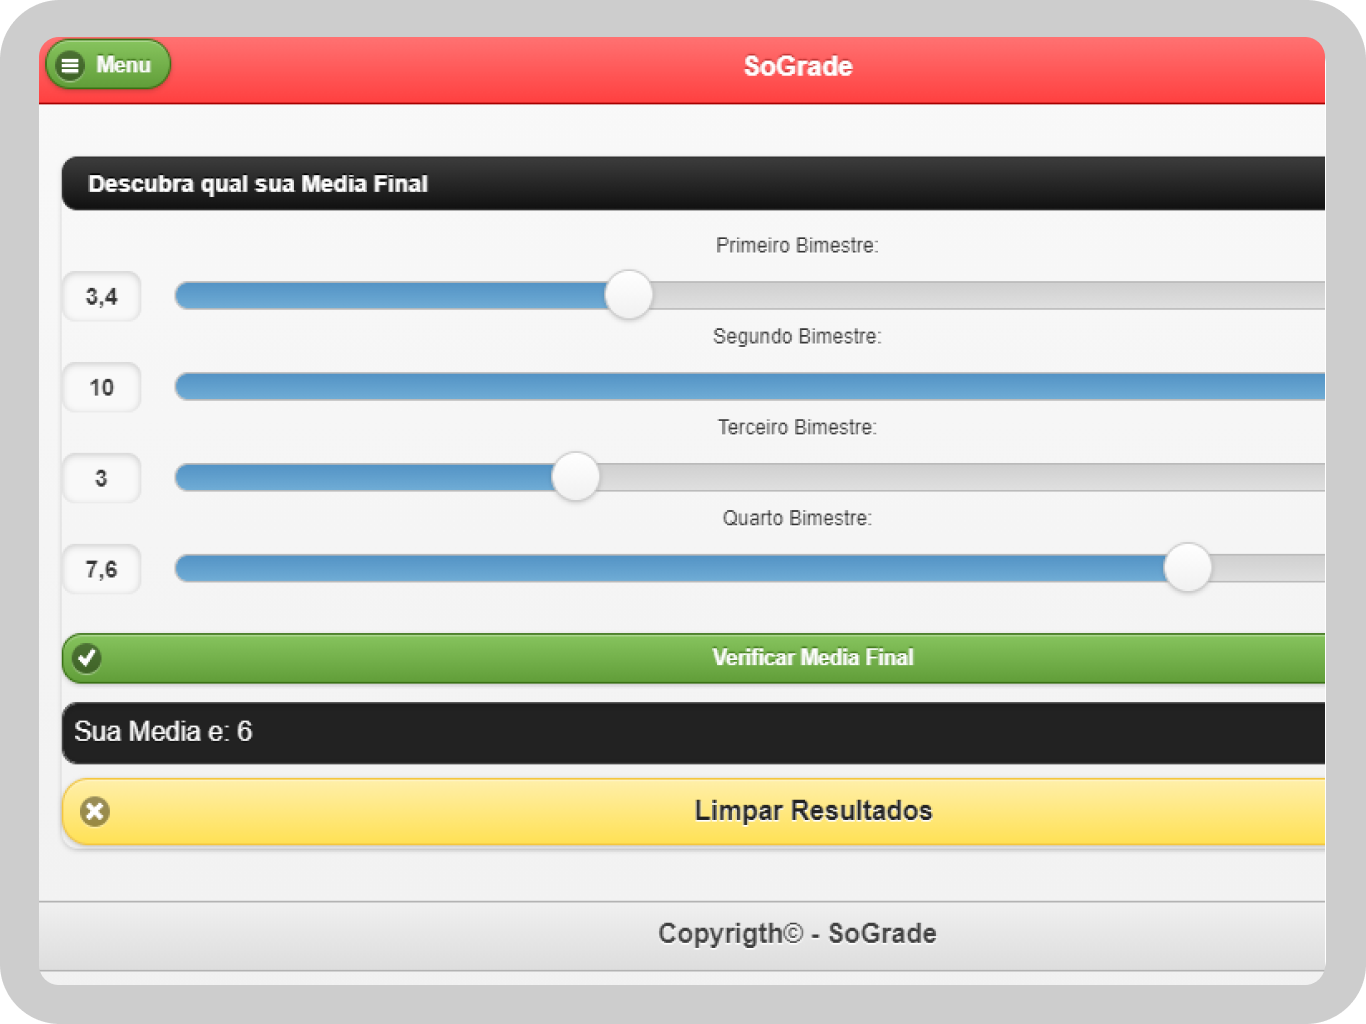 Menu
SoGrade
Descubra qual sua Media Final
Primeiro Bimestre:
3,4
Segundo Bimestre:
10
Terceiro Bimestre:
3
Quarto Bimestre:
7,6
Verificar Media Final
Sua Media e: 6
Limpar Resultados
Copyrigth© - SoGrade